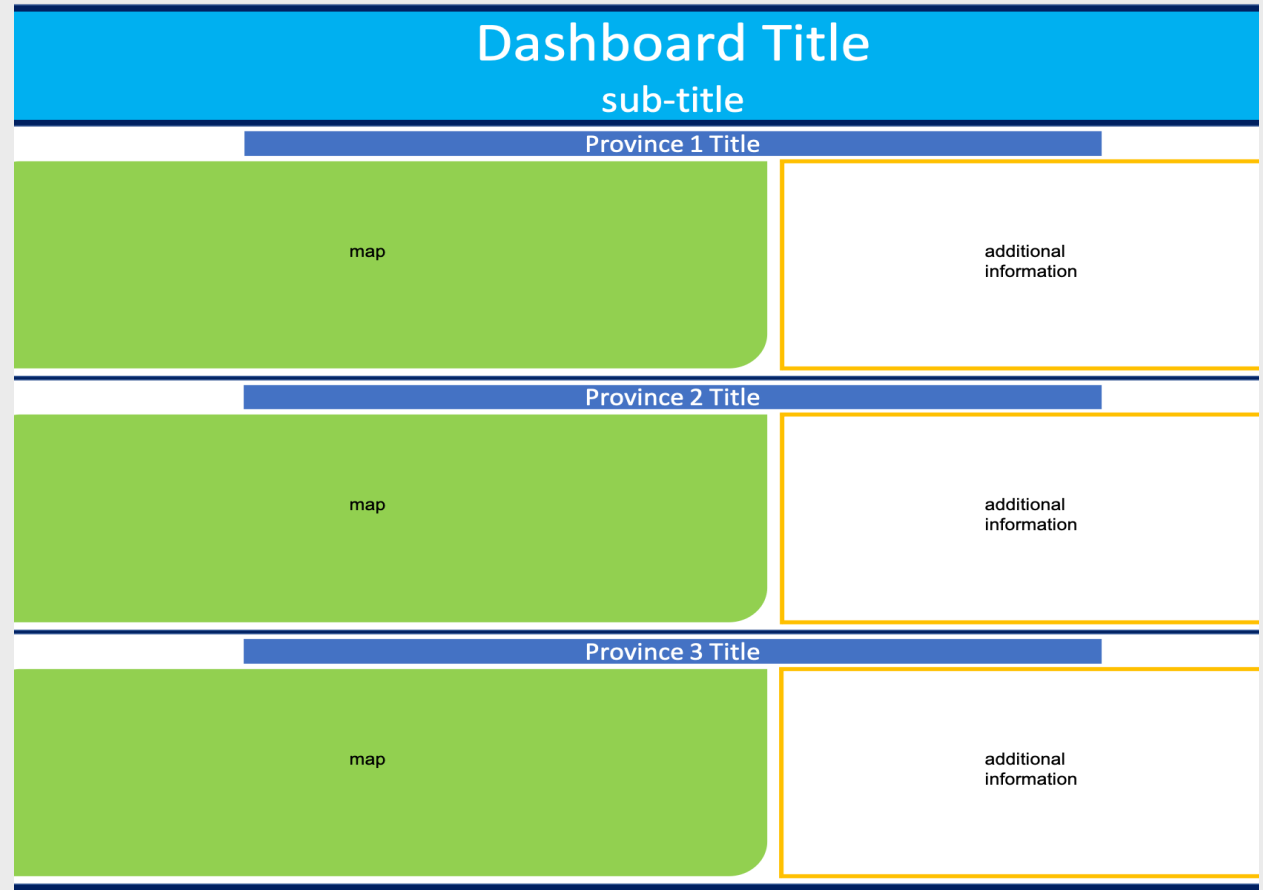 Dashboard Title
sub-title
Province 1 Title
map
additional
information
Province 2 Title
map
additional
information
Province 3 Title
map
additional
information